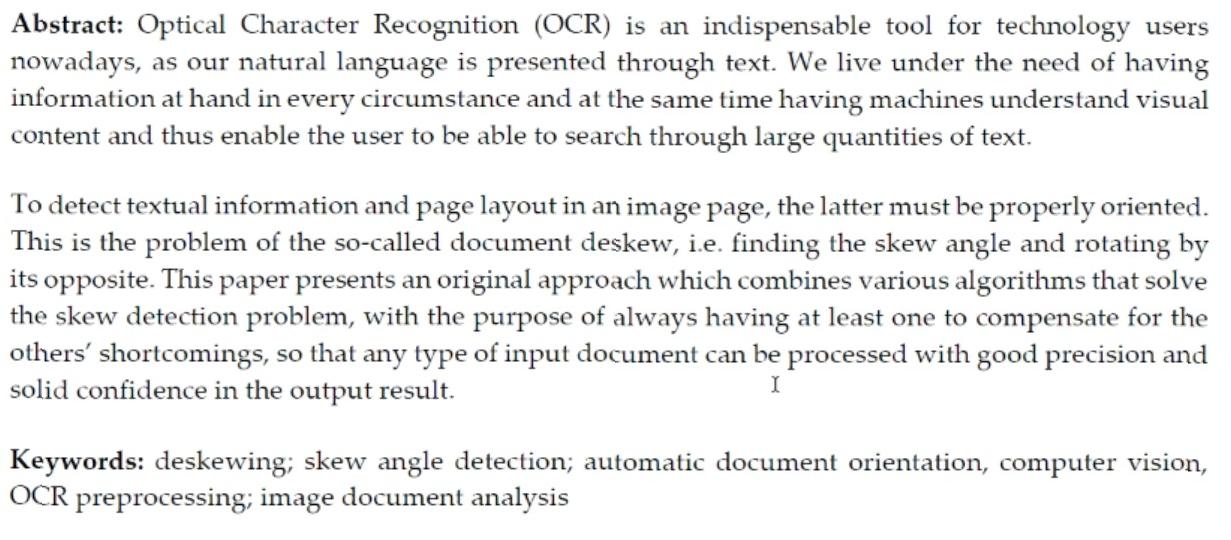 Abstract: Optical Character Recognition (OCR) is an indispensable tool for technology users
nowadays, as our natural language is presented through text. We live under the need of having
information at hand in every circumstance and at the same time having machines understand visual
content and thus enable the user to be able to search through large quantities of text.
To detect textual information and page layout in an image page, the latter must be properly oriented.
This is the problem of the so-called document deskew, i.e. finding the skew angle and rotating by
its opposite. This paper presents an original approach which combines various algorithms that solve
the skew detection problem, with the purpose of always having at least one to compensate for the
others’ shortcomings, so that any type of input document can be processed with good precision and
solid confidence in the output result.
Keywords: deskewing; skew angle detection; automatic document orientation, computer vision,
OCR preprocessing; image document analysis